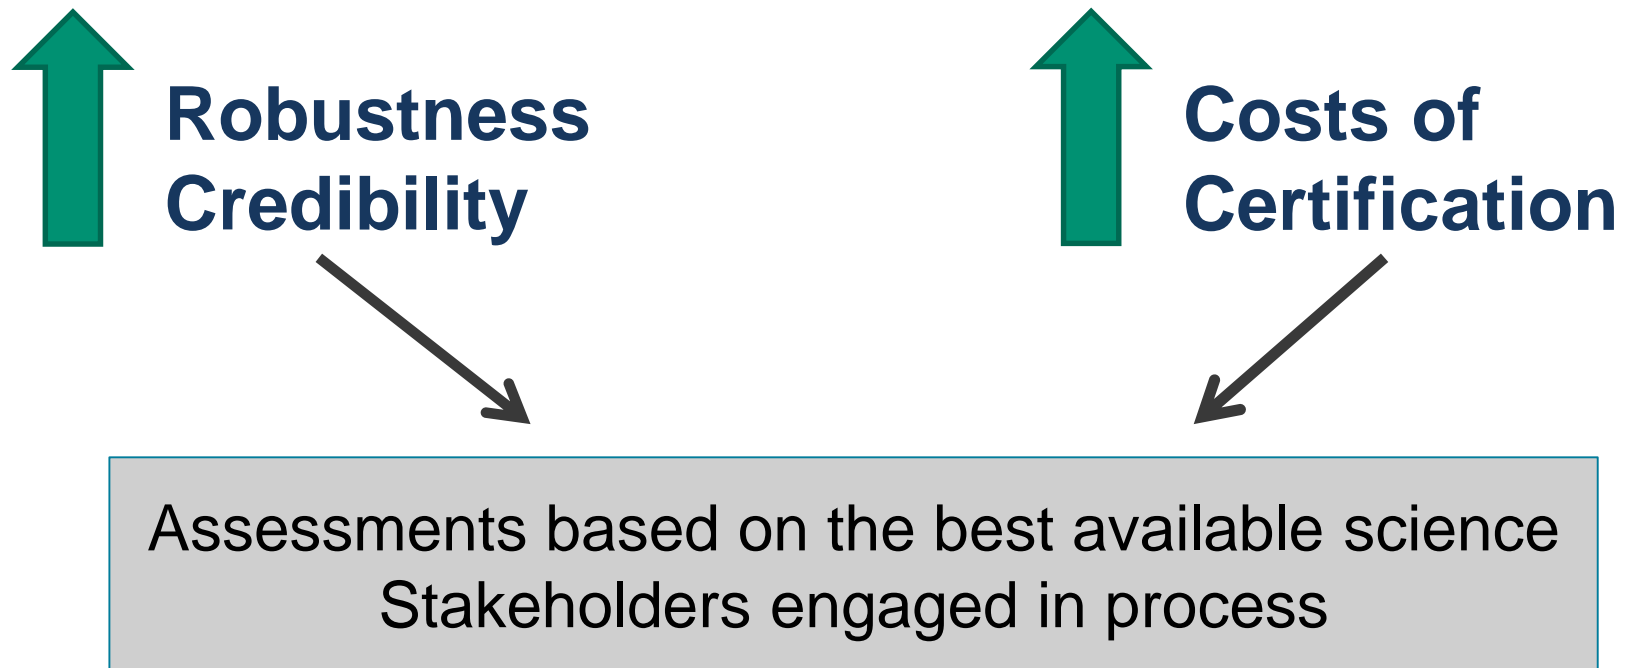 Robustness
Credibility
Costs of
Certification
Assessments based on the best available science
Stakeholders engaged in process